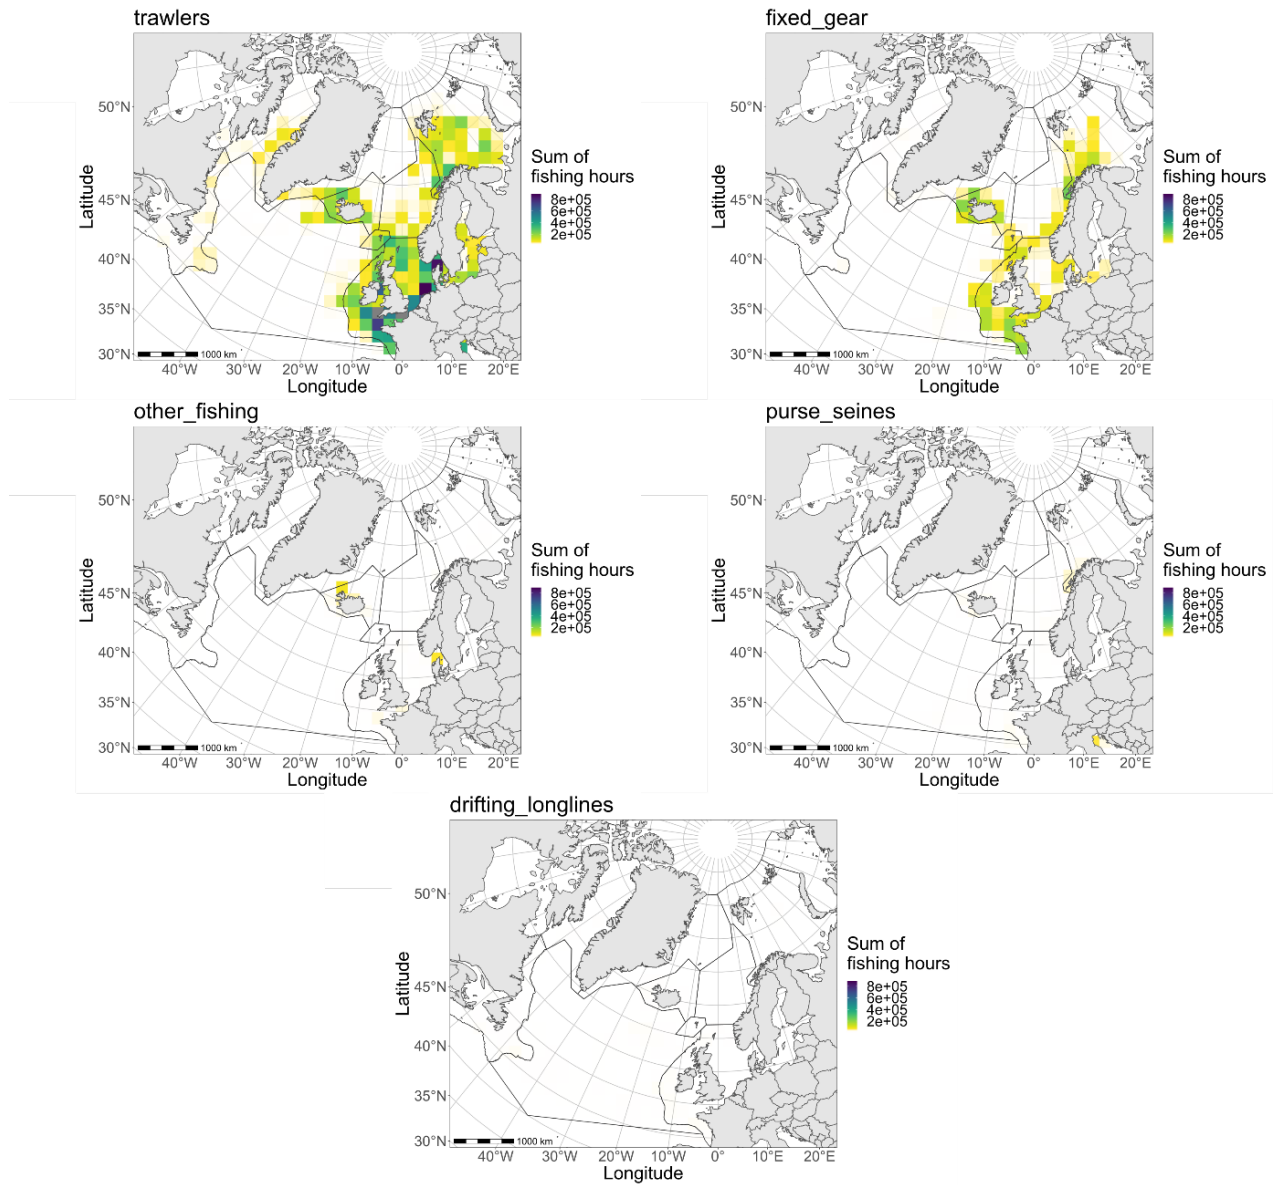 trawlers
50°N
45°N
40°N
35°N
30°N
Latitude
1000 km
40°W
30°W
20°W
10°W
0°
10°E
20°E
Longitude
Sum of
fishing hours
8e+05
6e+05
4e+05
2e+05
fixed_gear
50°N
45°N
40°N
35°N
30°N
Latitude
1000 km
40°W
30°W
20°W
10°W
0°
10°E
20°E
Longitude
Sum of
fishing hours
8e+05
6e+05
4e+05
2e+05
other_fishing
50°N
45°N
40°N
35°N
30°N
Latitude
1000 km
40°W
30°W
20°W
10°W
0°
10°E
20°E
Longitude
Sum of
fishing hours
8e+05
6e+05
4e+05
2e+05
purse_seines
50°N
45°N
40°N
35°N
30°N
Latitude
1000 km
40°W
30°W
20°W
10°W
0°
10°E
20°E
Longitude
Sum of
fishing hours
8e+05
6e+05
4e+05
2e+05
drifting_longlines
50°N
45°N
40°N
35°N
30°N
Latitude
1000 km
40°W
30°W
20°W
10°W
0°
10°E
20°E
Longitude
Sum of
fishing hours
8e+05
6e+05
4e+05
2e+05